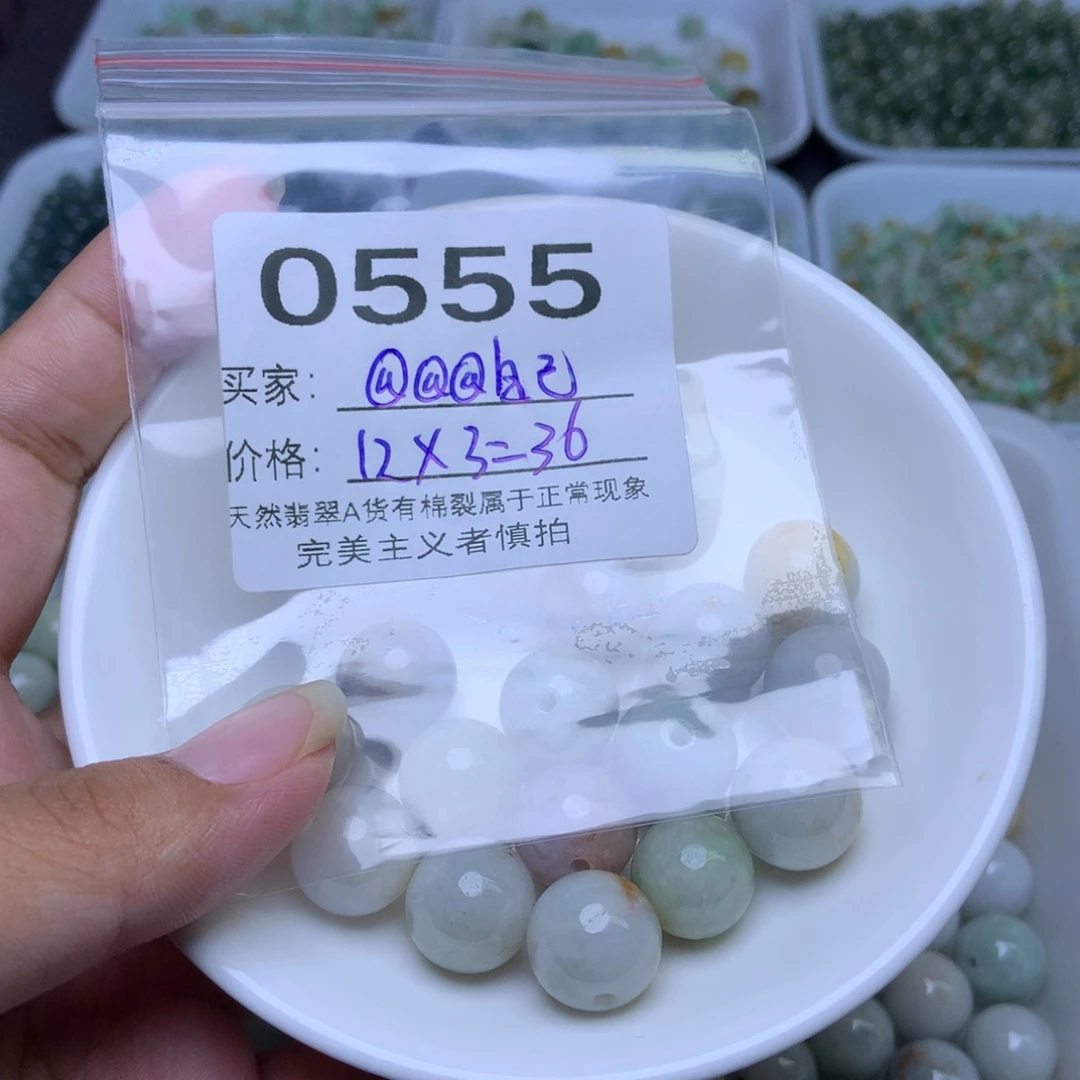 0555
买家: @@@自己
价格: 12×3=36
天然翡翠A货有棉裂属于正常现象
完美主义者慎拍